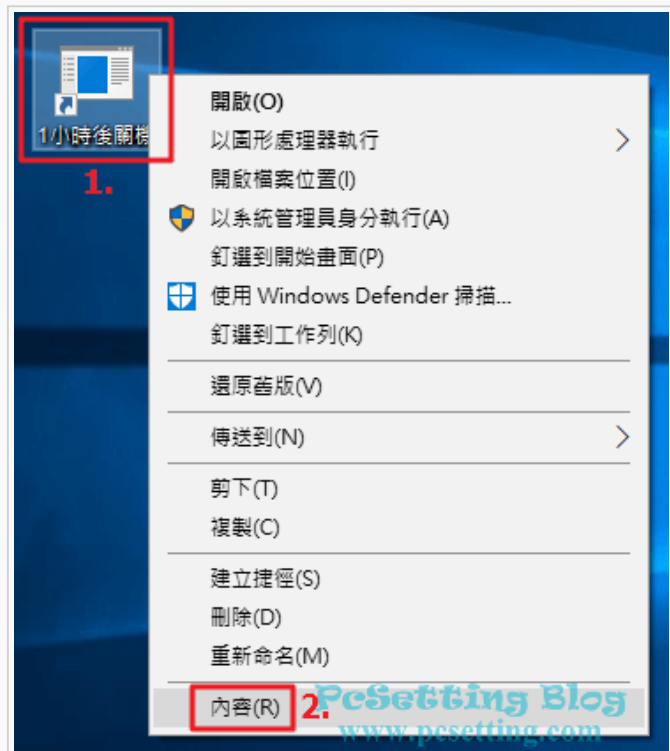 1小時後關機
1.
開啟(O)
以圖形處理器執行
開啟檔案位置(I)
以系統管理員身分執行(A)
釘選到開始畫面(P)
使用 Windows Defender 掃描...
釘選到工作列(K)
還原舊版(V)
傳送到(N)
剪下(T)
複製(C)
建立捷徑(S)
刪除(D)
重新命名(M)
內容(R)
2.
PcSetting Blog
www.pcsetting.com